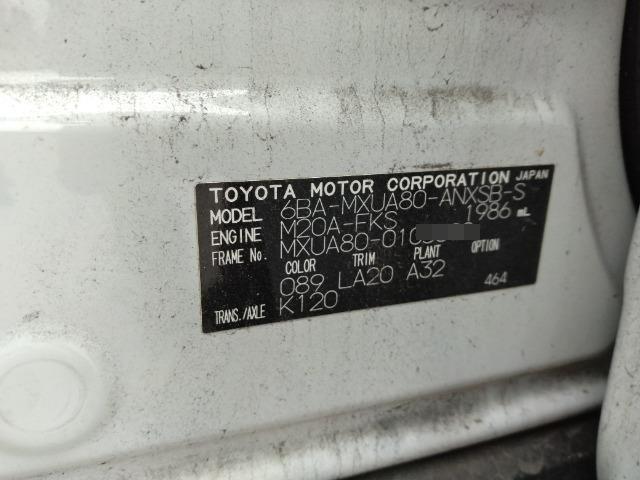 TOYOTA MOTOR CORPORATION JAPAN
MODEL 6BA-MXUA80-ANXSB-S
ENGINE M20A-FKS 1986 mL
FRAME No. MXUA80-010
COLOR TRIM PLANT OPTION
089 LA20 A32 464
TRANS./AXLE K120